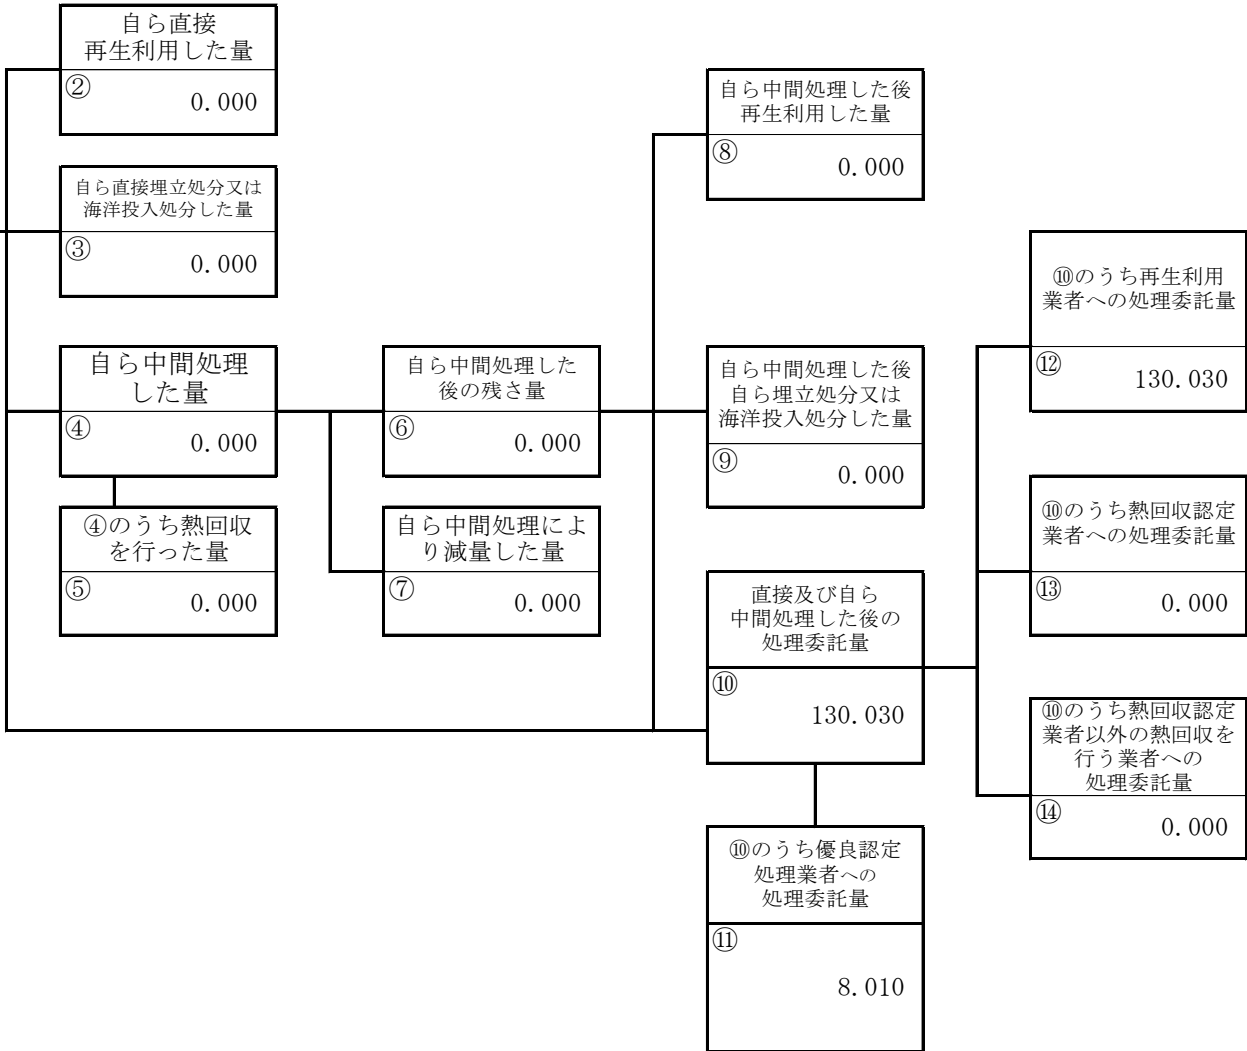 自ら直接
再生利用した量
②
0.000
自ら直接埋立処分又は
海洋投入処分した量
③
0.000
自ら中間処理
した量
④
0.000
④のうち熱回収
を行った量
⑤
0.000
自ら中間処理した
後の残さ量
⑥
0.000
自ら中間処理によ
り減量した量
⑦
0.000
自ら中間処理した後
再生利用した量
⑧
0.000
自ら中間処理した後
自ら埋立処分又は
海洋投入処分した量
⑨
0.000
直接及び自ら
中間処理した後の
処理委託量
⑩
130.030
⑩のうち優良認定
処理業者への
処理委託量
⑪
8.010
⑩のうち再生利用
業者への処理委託量
⑫
130.030
⑩のうち熱回収認定
業者への処理委託量
⑬
0.000
⑩のうち熱回収認定
業者以外の熱回収を
行う業者への
処理委託量
⑭
0.000